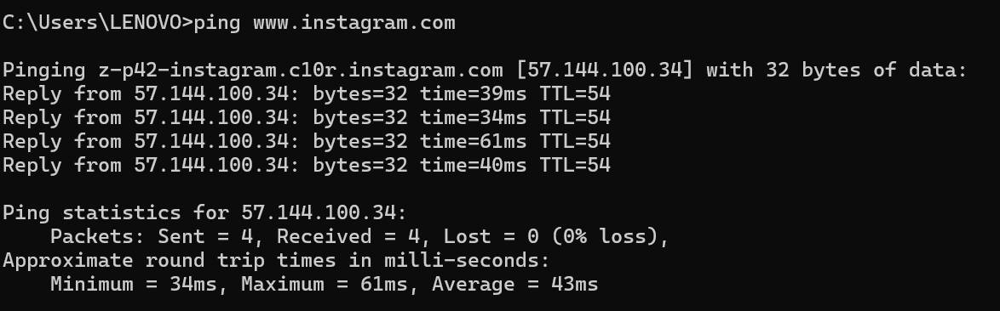 C:\Users\LENOVO>ping www.instagram.com
Pinging z-p42-instagram.c10r.instagram.com [57.144.100.34] with 32 bytes of data:
Reply from 57.144.100.34: bytes=32 time=39ms TTL=54
Reply from 57.144.100.34: bytes=32 time=34ms TTL=54
Reply from 57.144.100.34: bytes=32 time=61ms TTL=54
Reply from 57.144.100.34: bytes=32 time=40ms TTL=54
Ping statistics for 57.144.100.34:
    Packets: Sent = 4, Received = 4, Lost = 0 (0% loss),
Approximate round trip times in milli-seconds:
    Minimum = 34ms, Maximum = 61ms, Average = 43ms